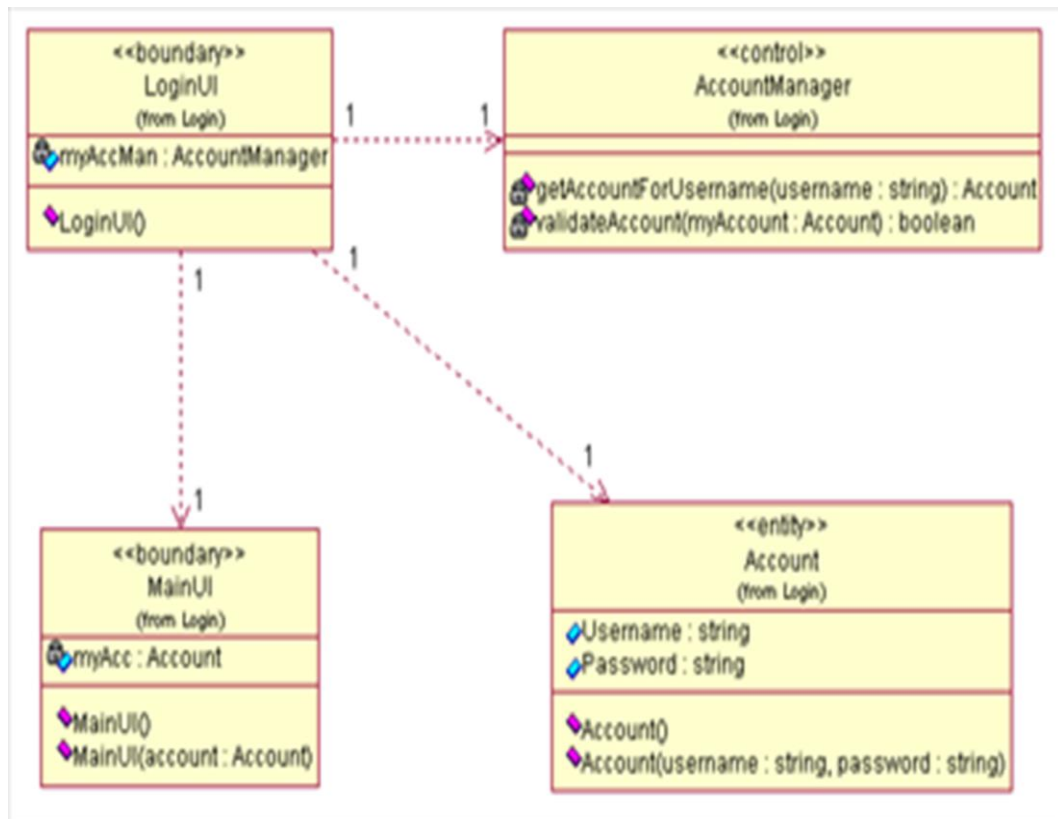 <<boundary>>
LoginUI
(from Login)
myAccMan : AccountManager
LoginUI()
1
1
<<control>>
AccountManager
(from Login)
getAccountForUsername(username : string) : Account
validateAccount(myAccount : Account) : boolean
1
1
1
1
<<boundary>>
MainUI
(from Login)
myAcc : Account
MainUI()
MainUI(account : Account)
<<entity>>
Account
(from Login)
Username : string
Password : string
Account()
Account(username : string, password : string)